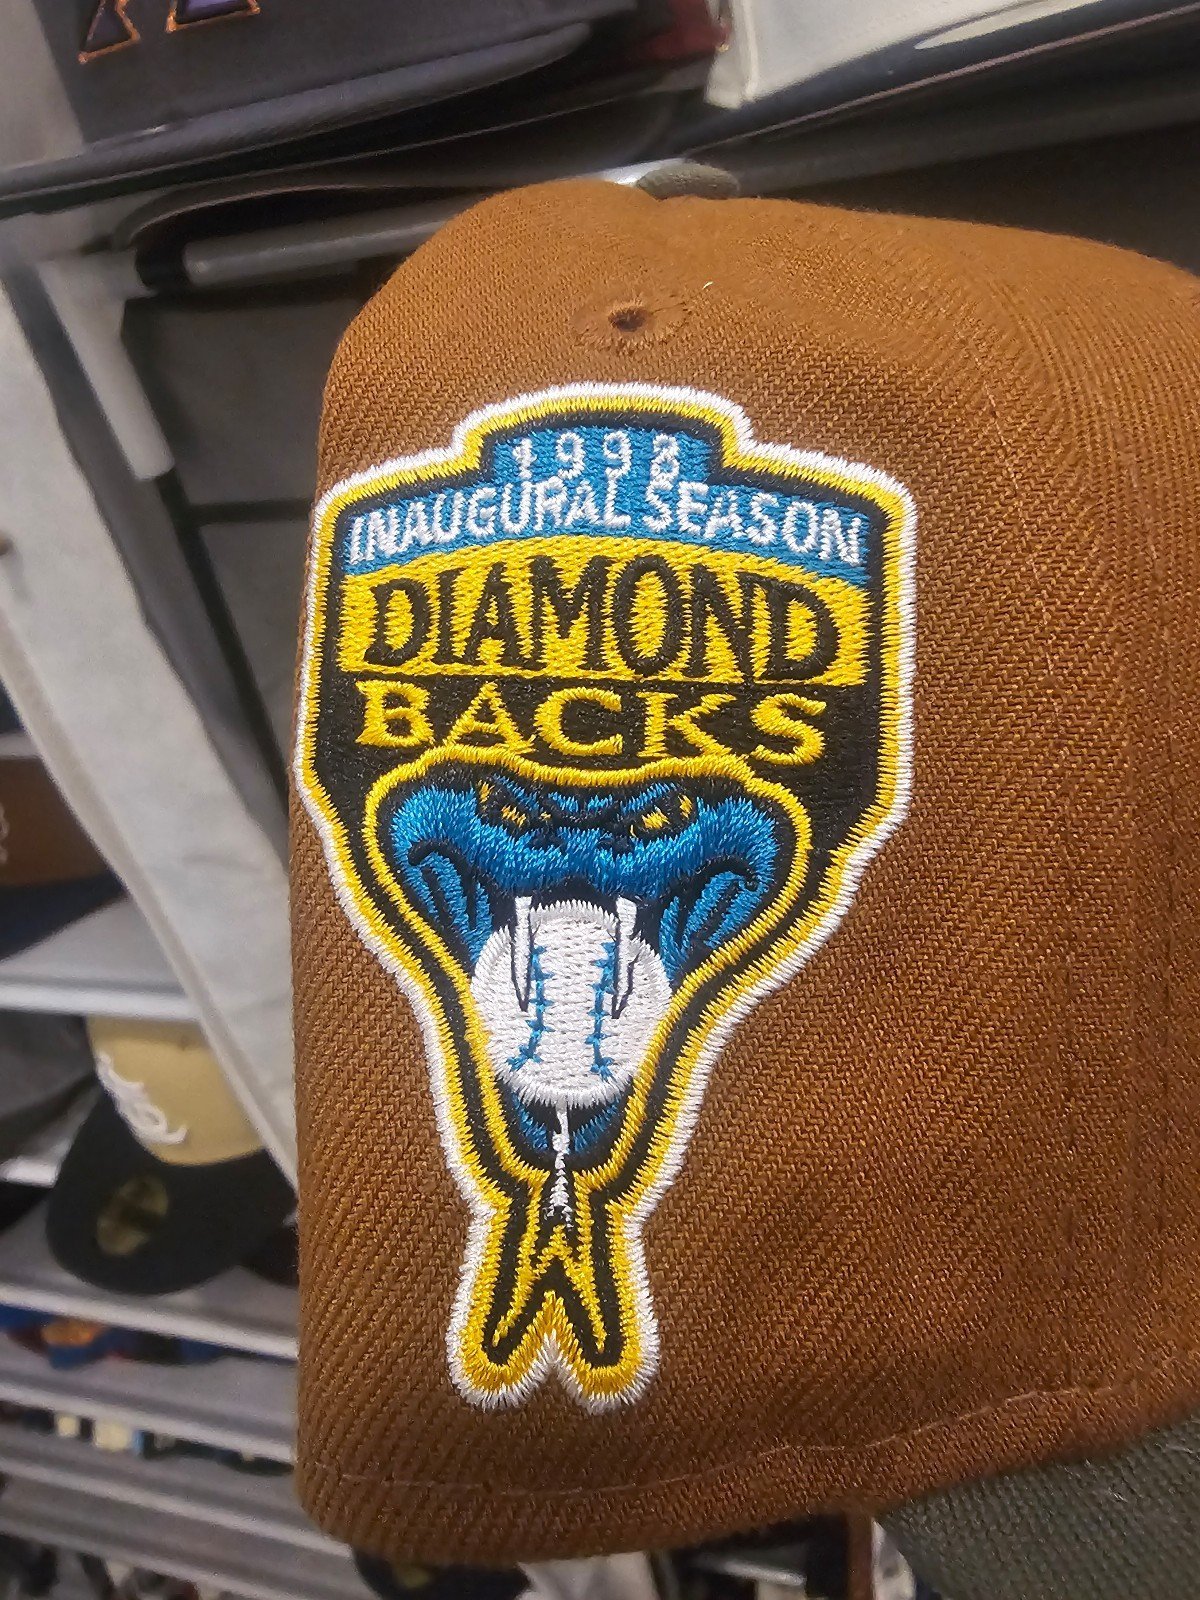 1998
INAUGURAL SEASON
DIAMOND
BACKS